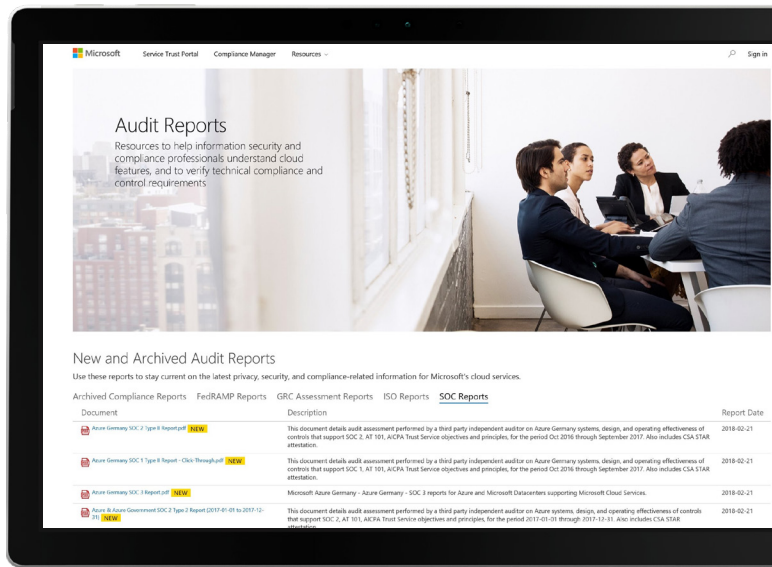 Microsoft Service Trust Portal Compliance Manager Resources Sign in
Audit Reports
Resources to help information security and
compliance professionals understand cloud
features, and to verify technical compliance and
control requirements
New and Archived Audit Reports
Use these reports to stay current on the latest privacy, security, and compliance-related information for Microsoft's cloud services.
Archived Compliance Reports FedRAMP Reports GRC Assessment Reports ISO Reports SOC Reports
Document Description Report Date
Azure Germany SOC 2 Type II Report.pdf NEW This document details audit assessment performed by a third party independent auditor on Azure Germany systems, design, and operating effectiveness of 2018-02-21
controls that support SOC 2, AT 101, AICPA Trust Service objectives and principles, for the period Oct 2016 through September 2017. Also includes CSA STAR
attestation.
Azure Germany SOC 1 Type II Report - Click-Through.pdf NEW This document details audit assessment performed by a third party independent auditor on Azure Germany systems, design, and operating effectiveness of 2018-02-21
controls that support SOC 1, AT 101, AICPA Trust Service objectives and principles, for the period Oct 2016 through September 2017. Also includes CSA STAR
attestation.
Azure Germany SOC 3 Report.pdf NEW Microsoft Azure Germany - Azure Germany - SOC 3 reports for Azure and Microsoft Datacenters supporting Microsoft Cloud Services. 2018-02-21
Azure & Azure Government SOC 2 Type 2 Report (2017-01-01 to 2017-12- This document details audit assessment performed by a third party independent auditor on Azure systems, design, and operating effectiveness of controls 2018-02-21
31) NEW that support SOC 2, AT 101, AICPA Trust Service objectives and principles, for the period 2017-01-01 through 2017-12-31. Also includes CSA STAR
attestation